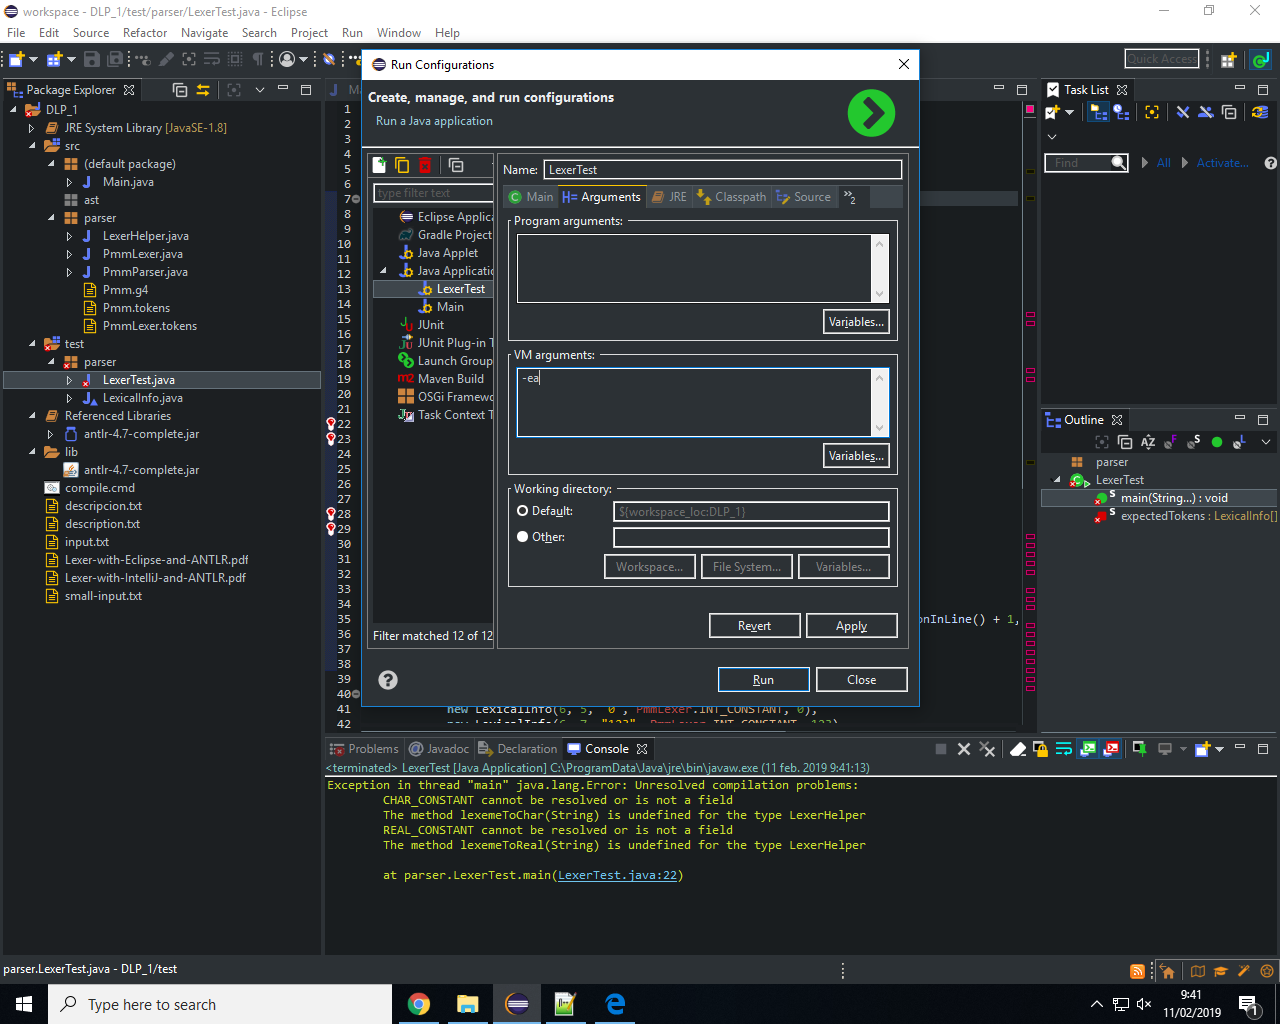 workspace - DLP_1/test/parser/LexerTest.java - Eclipse
File Edit Source Refactor Navigate Search Project Run Window Help
Quick Access
Package Explorer
DLP_1
JRE System Library [JavaSE-1.8]
src
(default package)
Main.java
ast
parser
LexerHelper.java
PmmLexer.java
PmmParser.java
Pmm.g4
Pmm.tokens
PmmLexer.tokens
test
parser
LexerTest.java
LexicalInfo.java
Referenced Libraries
antlr-4.7-complete.jar
lib
antlr-4.7-complete.jar
compile.cmd
descripcion.txt
description.txt
input.txt
Lexer-with-Eclipse-and-ANTLR.pdf
Lexer-with-IntelliJ-and-ANTLR.pdf
small-input.txt
1
2
3
4
5
6
7
8
9
10
11
12
13
14
15
16
17
18
19
20
21
22
23
24
25
26
27
28
29
30
31
32
33
34
35
36
37
38
39
40
41
42
onInLine() + 1,
new LexicalInfo(6, 5, "0", PmmLexer.INT_CONSTANT, 0),
new LexicalInfo(6, 7, "123", PmmLexer.INT_CONSTANT, 123),
Run Configurations
Create, manage, and run configurations
Run a Java application
type filter text
Eclipse Applica
Gradle Project
Java Applet
Java Applicatio
LexerTest
Main
JUnit
JUnit Plug-in T
Launch Group
Maven Build
OSGi Framewo
Task Context T
Filter matched 12 of 12
Name: LexerTest
Main Arguments JRE Classpath Source »2
Program arguments:
Variables...
VM arguments:
-ea
Variables...
Working directory:
Default: ${workspace_loc:DLP_1}
Other:
Workspace... File System... Variables...
Revert Apply
Run Close
Task List
Find All Activate...
Outline
parser
LexerTest
main(String...) : void
expectedTokens : LexicalInfo[]
Problems Javadoc Declaration Console
<terminated> LexerTest [Java Application] C:\ProgramData\Java\jre\bin\javaw.exe (11 feb. 2019 9:41:13)
Exception in thread "main" java.lang.Error: Unresolved compilation problems:
CHAR_CONSTANT cannot be resolved or is not a field
The method lexemeToChar(String) is undefined for the type LexerHelper
REAL_CONSTANT cannot be resolved or is not a field
The method lexemeToReal(String) is undefined for the type LexerHelper
at parser.LexerTest.main(LexerTest.java:22)
parser.LexerTest.java - DLP_1/test
Type here to search
9:41
11/02/2019
1